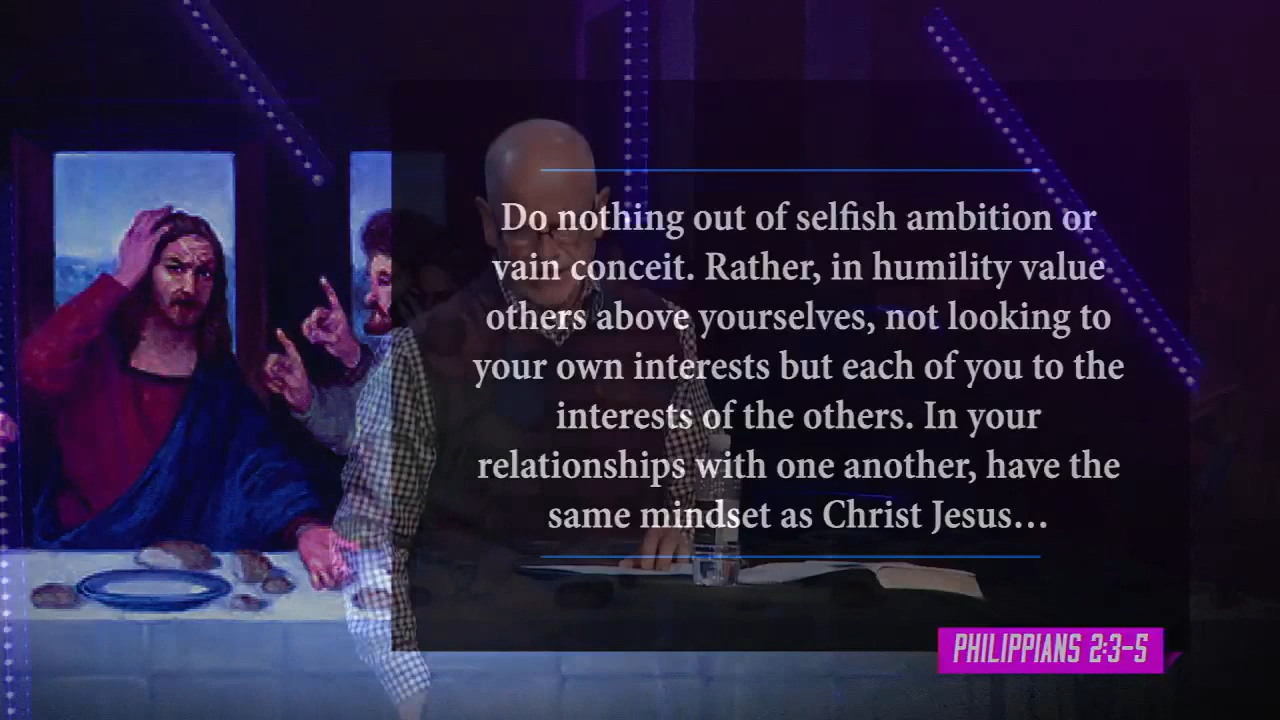 Do nothing out of selfish ambition or
vain conceit. Rather, in humility value
others above yourselves, not looking to
your own interests but each of you to the
interests of the others. In your
relationships with one another, have the
same mindset as Christ Jesus…
PHILIPPIANS 2:3-5